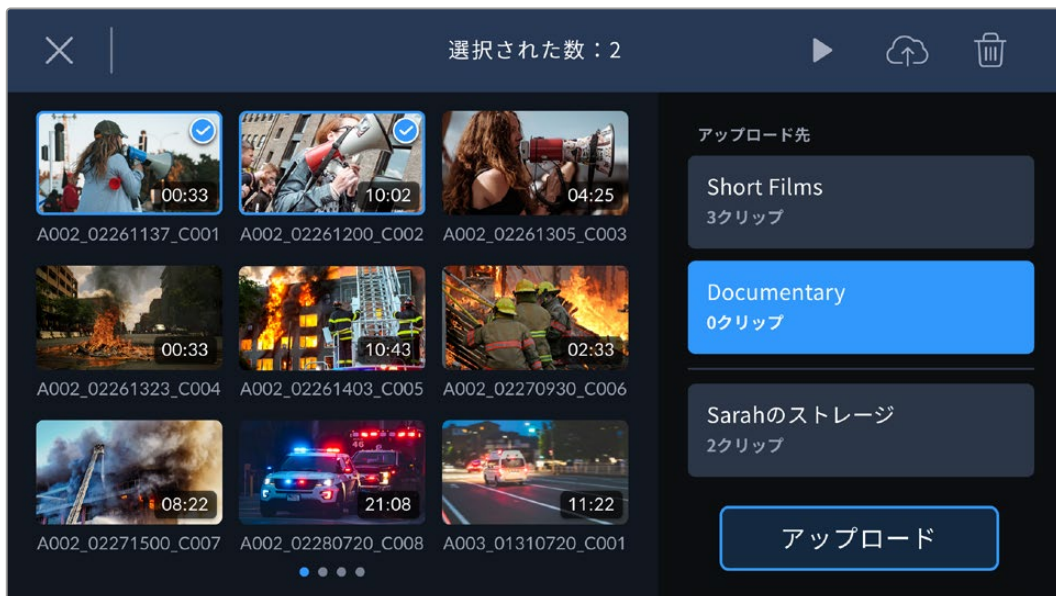 選択された数：2
00:33
10:02
04:25
A002_02261137_C001
A002_02261200_C002
A002_02261305_C003
00:33
10:43
02:33
A002_02261323_C004
A002_02261403_C005
A002_02270930_C006
46
08:22
21:08
11:22
A002_02271500_C007
A002_02280720_C008
A003_01310720_C001
アップロード先
Short Films
3クリップ
Documentary
0クリップ
Sarahのストレージ
2クリップ
アップロード